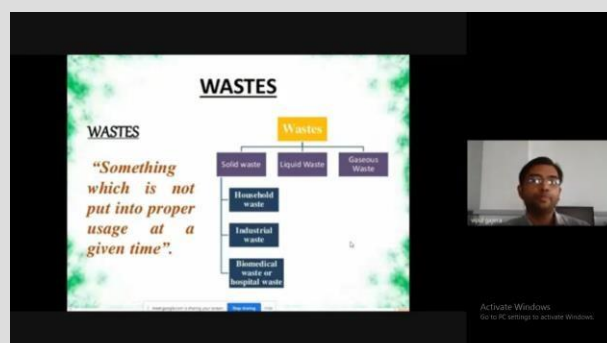 WASTES
WASTES
"Something
which is not
put into proper
usage at a
given time".
Wastes
Solid waste
Liquid Waste
Gaseous
Waste
Household
waste
Industrial
waste
Biomedical
waste or
hospital waste
Stop sharing
Activate Windows
Go to PC settings to activate Windows.